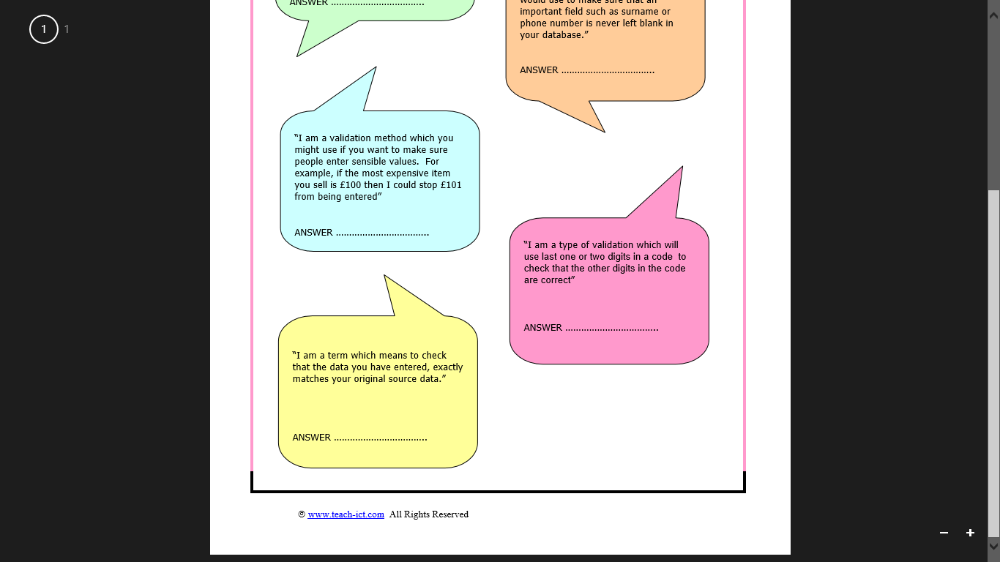 1 1
ANSWER ……………………………..
would use to make sure that an
important field such as surname or
phone number is never left blank in
your database.”
ANSWER ……………………………..
“I am a validation method which you
might use if you want to make sure
people enter sensible values.  For
example, if the most expensive item
you sell is £100 then I could stop £101
from being entered”
ANSWER ……………………………..
“I am a type of validation which will
use last one or two digits in a code  to
check that the other digits in the code
are correct”
ANSWER ……………………………..
“I am a term which means to check
that the data you have entered, exactly
matches your original source data.”
ANSWER ……………………………..
© www.teach-ict.com  All Rights Reserved